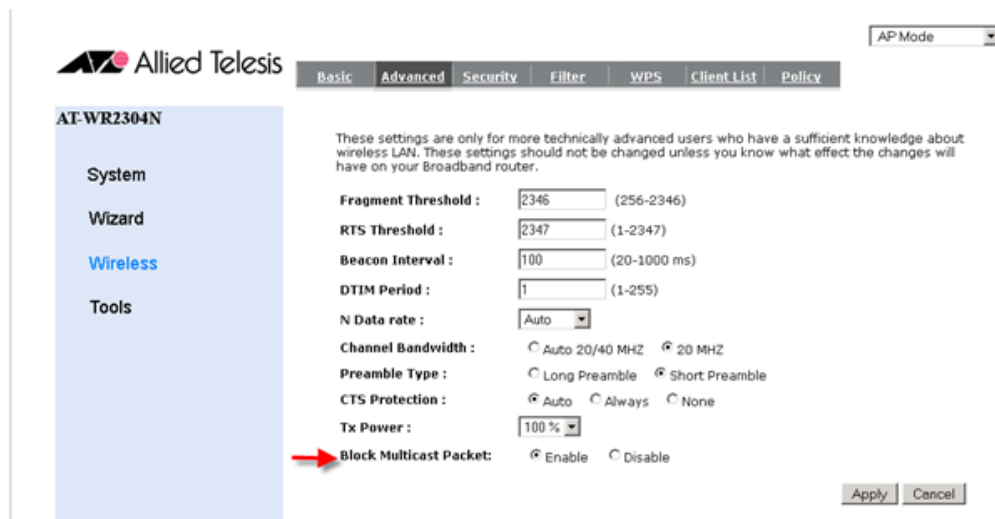 AP Mode
Allied Telesis
Basic Advanced Security Filter WPS Client List Policy
AT-WR2304N
System
Wizard
Wireless
Tools
These settings are only for more technically advanced users who have a sufficient knowledge about
wireless LAN. These settings should not be changed unless you know what effect the changes will
have on your Broadband router.
Fragment Threshold : 2346 (256-2346)
RTS Threshold : 2347 (1-2347)
Beacon Interval : 100 (20-1000 ms)
DTIM Period : 1 (1-255)
N Data rate : Auto
Channel Bandwidth : Auto 20/40 MHZ 20 MHZ
Preamble Type : Long Preamble Short Preamble
CTS Protection : Auto Always None
Tx Power : 100 %
Block Multicast Packet: Enable Disable
Apply Cancel